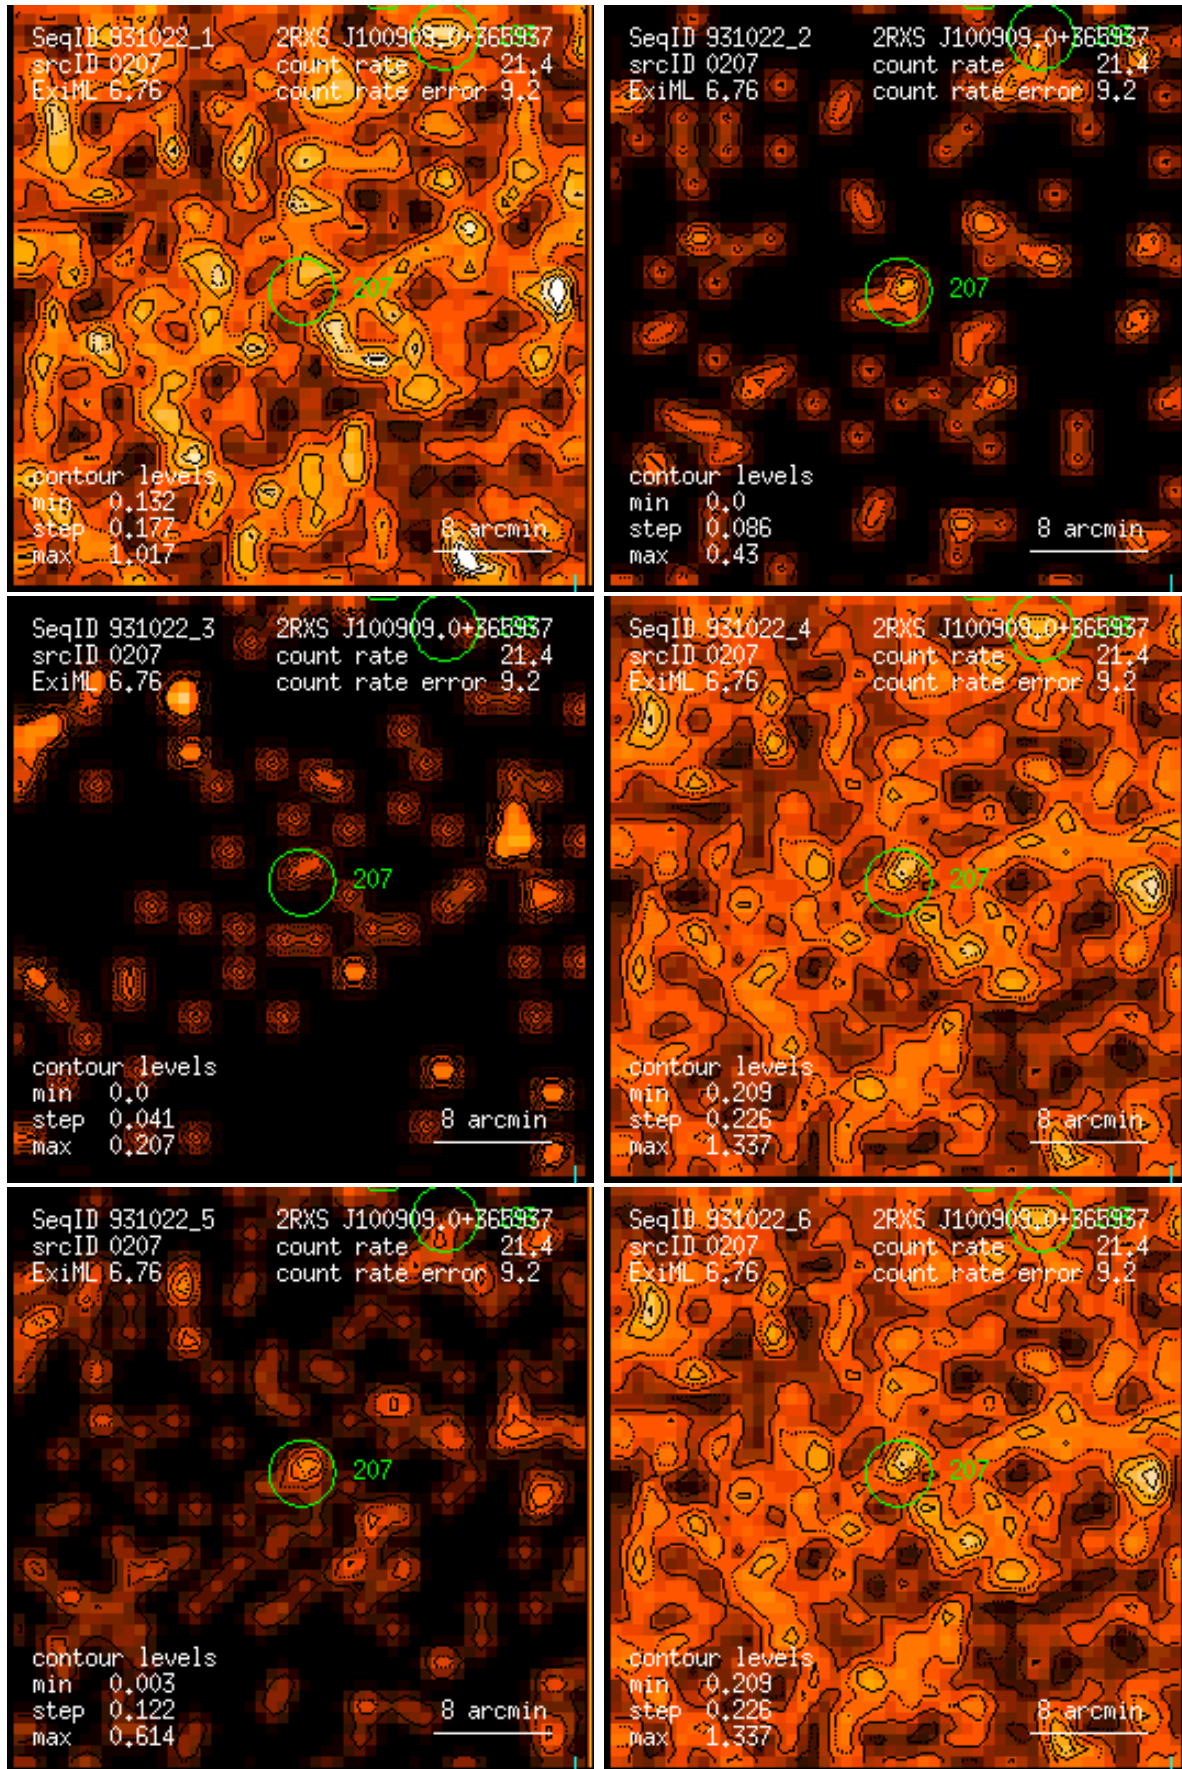 SeqID 931022_1 2RXS J100909.0+365937
srcID 0207 count rate 21.4
ExiML 6.76 count rate error 9.2
207
contour levels
min 0.132
step 0.177 8 arcmin
max 1.017
SeqID 931022_2 2RXS J100909.0+365937
srcID 0207 count rate 21.4
ExiML 6.76 count rate error 9.2
207
contour levels
min 0.0
step 0.086 8 arcmin
max 0.43
SeqID 931022_3 2RXS J100909.0+365937
srcID 0207 count rate 21.4
ExiML 6.76 count rate error 9.2
207
contour levels
min 0.0
step 0.041 8 arcmin
max 0.207
SeqID 931022_4 2RXS J100909.0+365937
srcID 0207 count rate 21.4
ExiML 6.76 count rate error 9.2
207
contour levels
min 0.209
step 0.226 8 arcmin
max 1.337
SeqID 931022_5 2RXS J100909.0+365937
srcID 0207 count rate 21.4
ExiML 6.76 count rate error 9.2
207
contour levels
min 0.003
step 0.122 8 arcmin
max 0.614
SeqID 931022_6 2RXS J100909.0+365937
srcID 0207 count rate 21.4
ExiML 6.76 count rate error 9.2
207
contour levels
min 0.209
step 0.226 8 arcmin
max 1.337